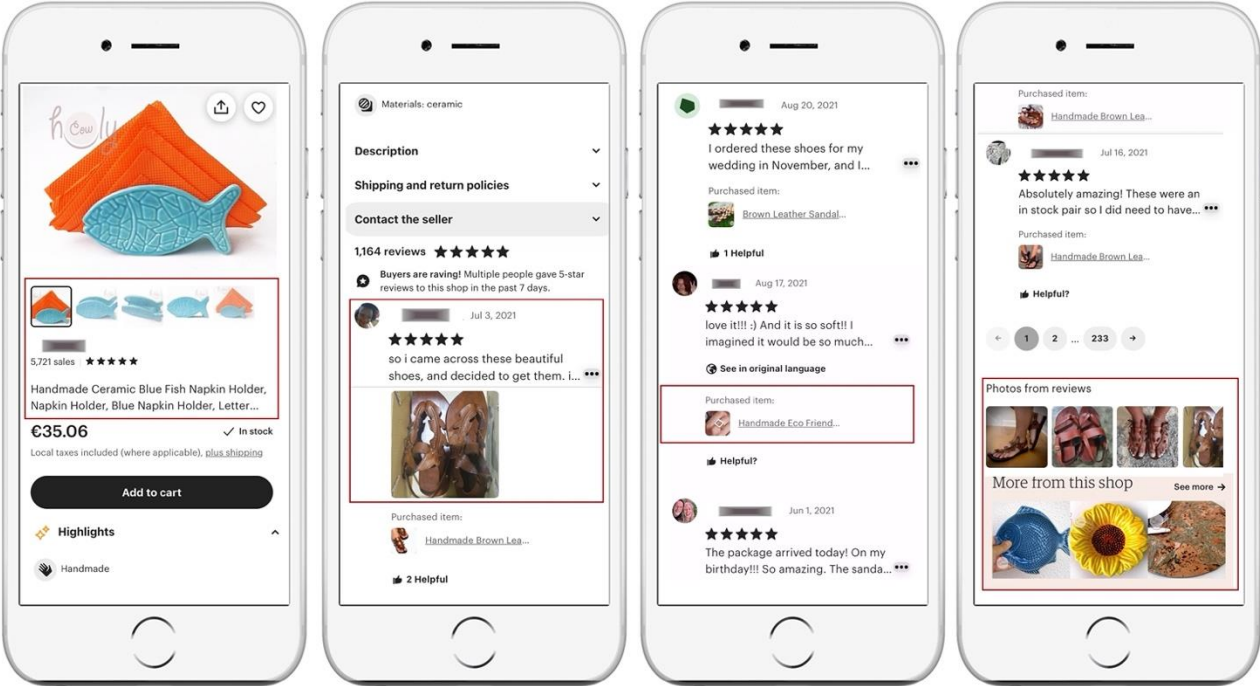 howly
Cow
5,721 sales
Handmade Ceramic Blue Fish Napkin Holder,
Napkin Holder, Blue Napkin Holder, Letter...
€35.06
In stock
Local taxes included (where applicable), plus shipping
Add to cart
Highlights
Handmade
Materials: ceramic
Description
Shipping and return policies
Contact the seller
1,164 reviews
Buyers are raving! Multiple people gave 5-star
reviews to this shop in the past 7 days.
Jul 3, 2021
so i came across these beautiful
shoes, and decided to get them. i...
Purchased item:
Handmade Brown Lea...
2 Helpful
Aug 20, 2021
I ordered these shoes for my
wedding in November, and I...
Purchased item:
Brown Leather Sandal...
1 Helpful
Aug 17, 2021
love it!!! :) And it is so soft!! I
imagined it would be so much...
See in original language
Purchased item:
Handmade Eco Friend...
Helpful?
Jun 1, 2021
The package arrived today! On my
birthday!!! So amazing. The sanda...
Purchased item:
Handmade Brown Lea...
Jul 16, 2021
Absolutely amazing! These were an
in stock pair so I did need to have...
Purchased item:
Handmade Brown Lea...
Helpful?
1 2 ... 233
Photos from reviews
More from this shop
See more